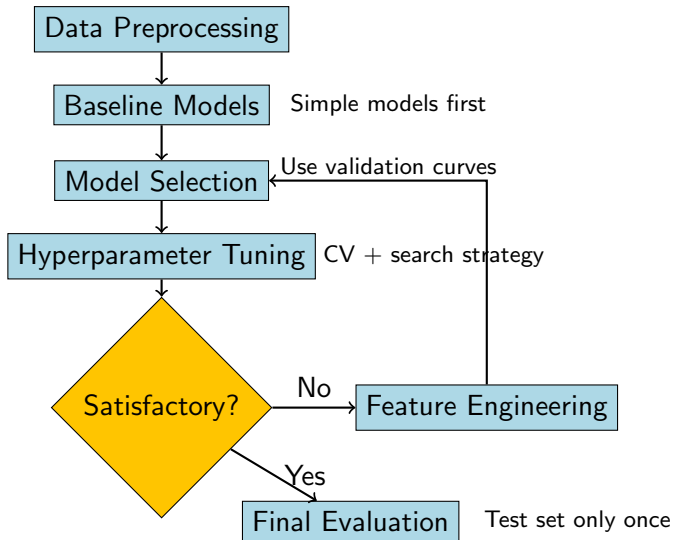 Data Preprocessing
Baseline Models
Simple models first
Use validation curves
Model Selection
Hyperparameter Tuning
CV + search strategy
Satisfactory?
No
Feature Engineering
Yes
Final Evaluation
Test set only once